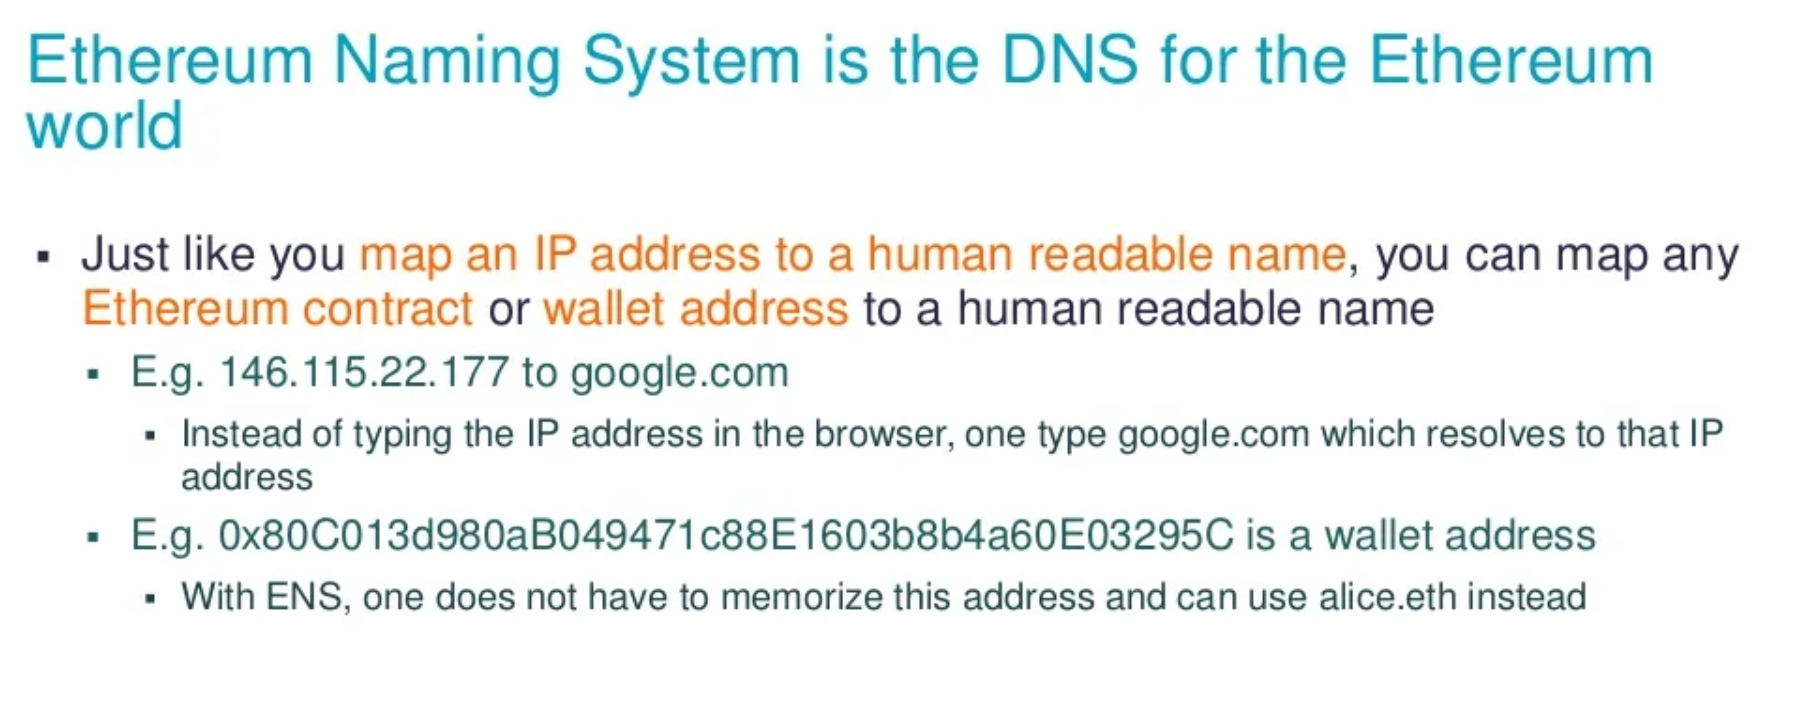 Ethereum Naming System is the DNS for the Ethereum
world
▪ Just like you map an IP address to a human readable name, you can map any
Ethereum contract or wallet address to a human readable name
▪ E.g. 146.115.22.177 to google.com
▪ Instead of typing the IP address in the browser, one type google.com which resolves to that IP
address
▪ E.g. 0x80C013d980aB049471c88E1603b8b4a60E03295C is a wallet address
▪ With ENS, one does not have to memorize this address and can use alice.eth instead